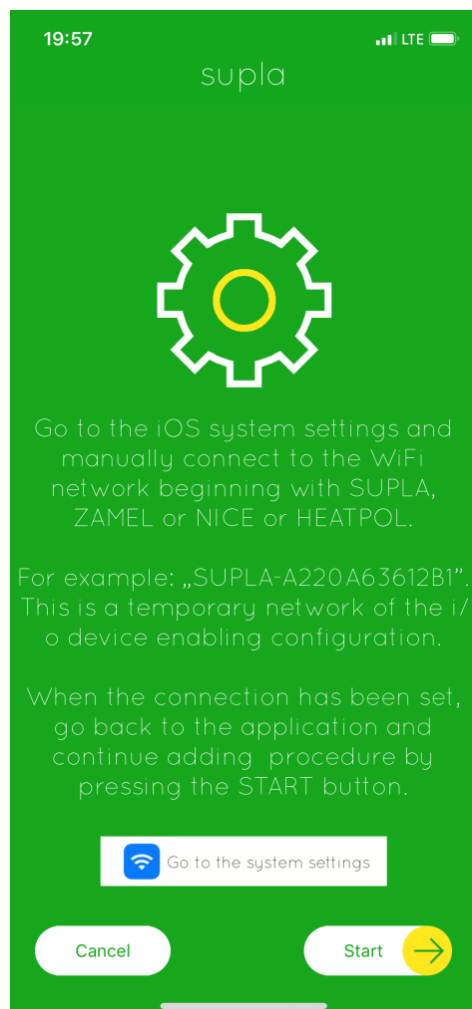 19:57
LTE
supla
Go to the iOS system settings and
manually connect to the WiFi
network beginning with SUPLA,
ZAMEL or NICE or HEATPOL.
For example: „SUPLA-A220A63612B1”.
This is a temporary network of the i/
o device enabling configuration.
When the connection has been set,
go back to the application and
continue adding  procedure by
pressing the START button.
Go to the system settings
Cancel
Start